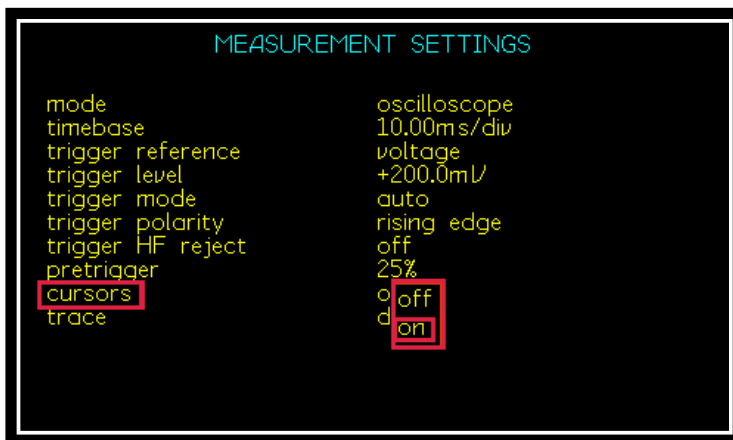 MEASUREMENT SETTINGS
mode oscilloscope
timebase 10.00ms/div
trigger reference voltage
trigger level +200.0mV
trigger mode auto
trigger polarity rising edge
trigger HF reject off
pretrigger 25%
cursors off
trace
on